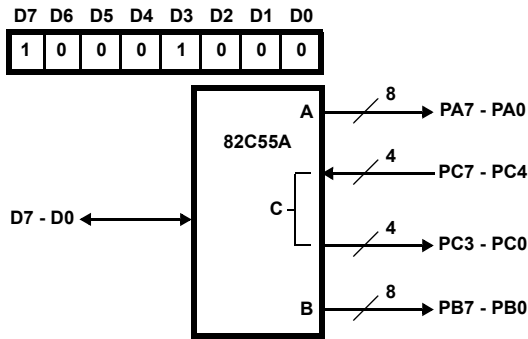 D7 D6 D5 D4 D3 D2 D1 D0
1 0 0 0 1 0 0 0
A 8 PA7 - PA0
82C55A
4 PC7 - PC4
C
D7 - D0
4 PC3 - PC0
B 8 PB7 - PB0